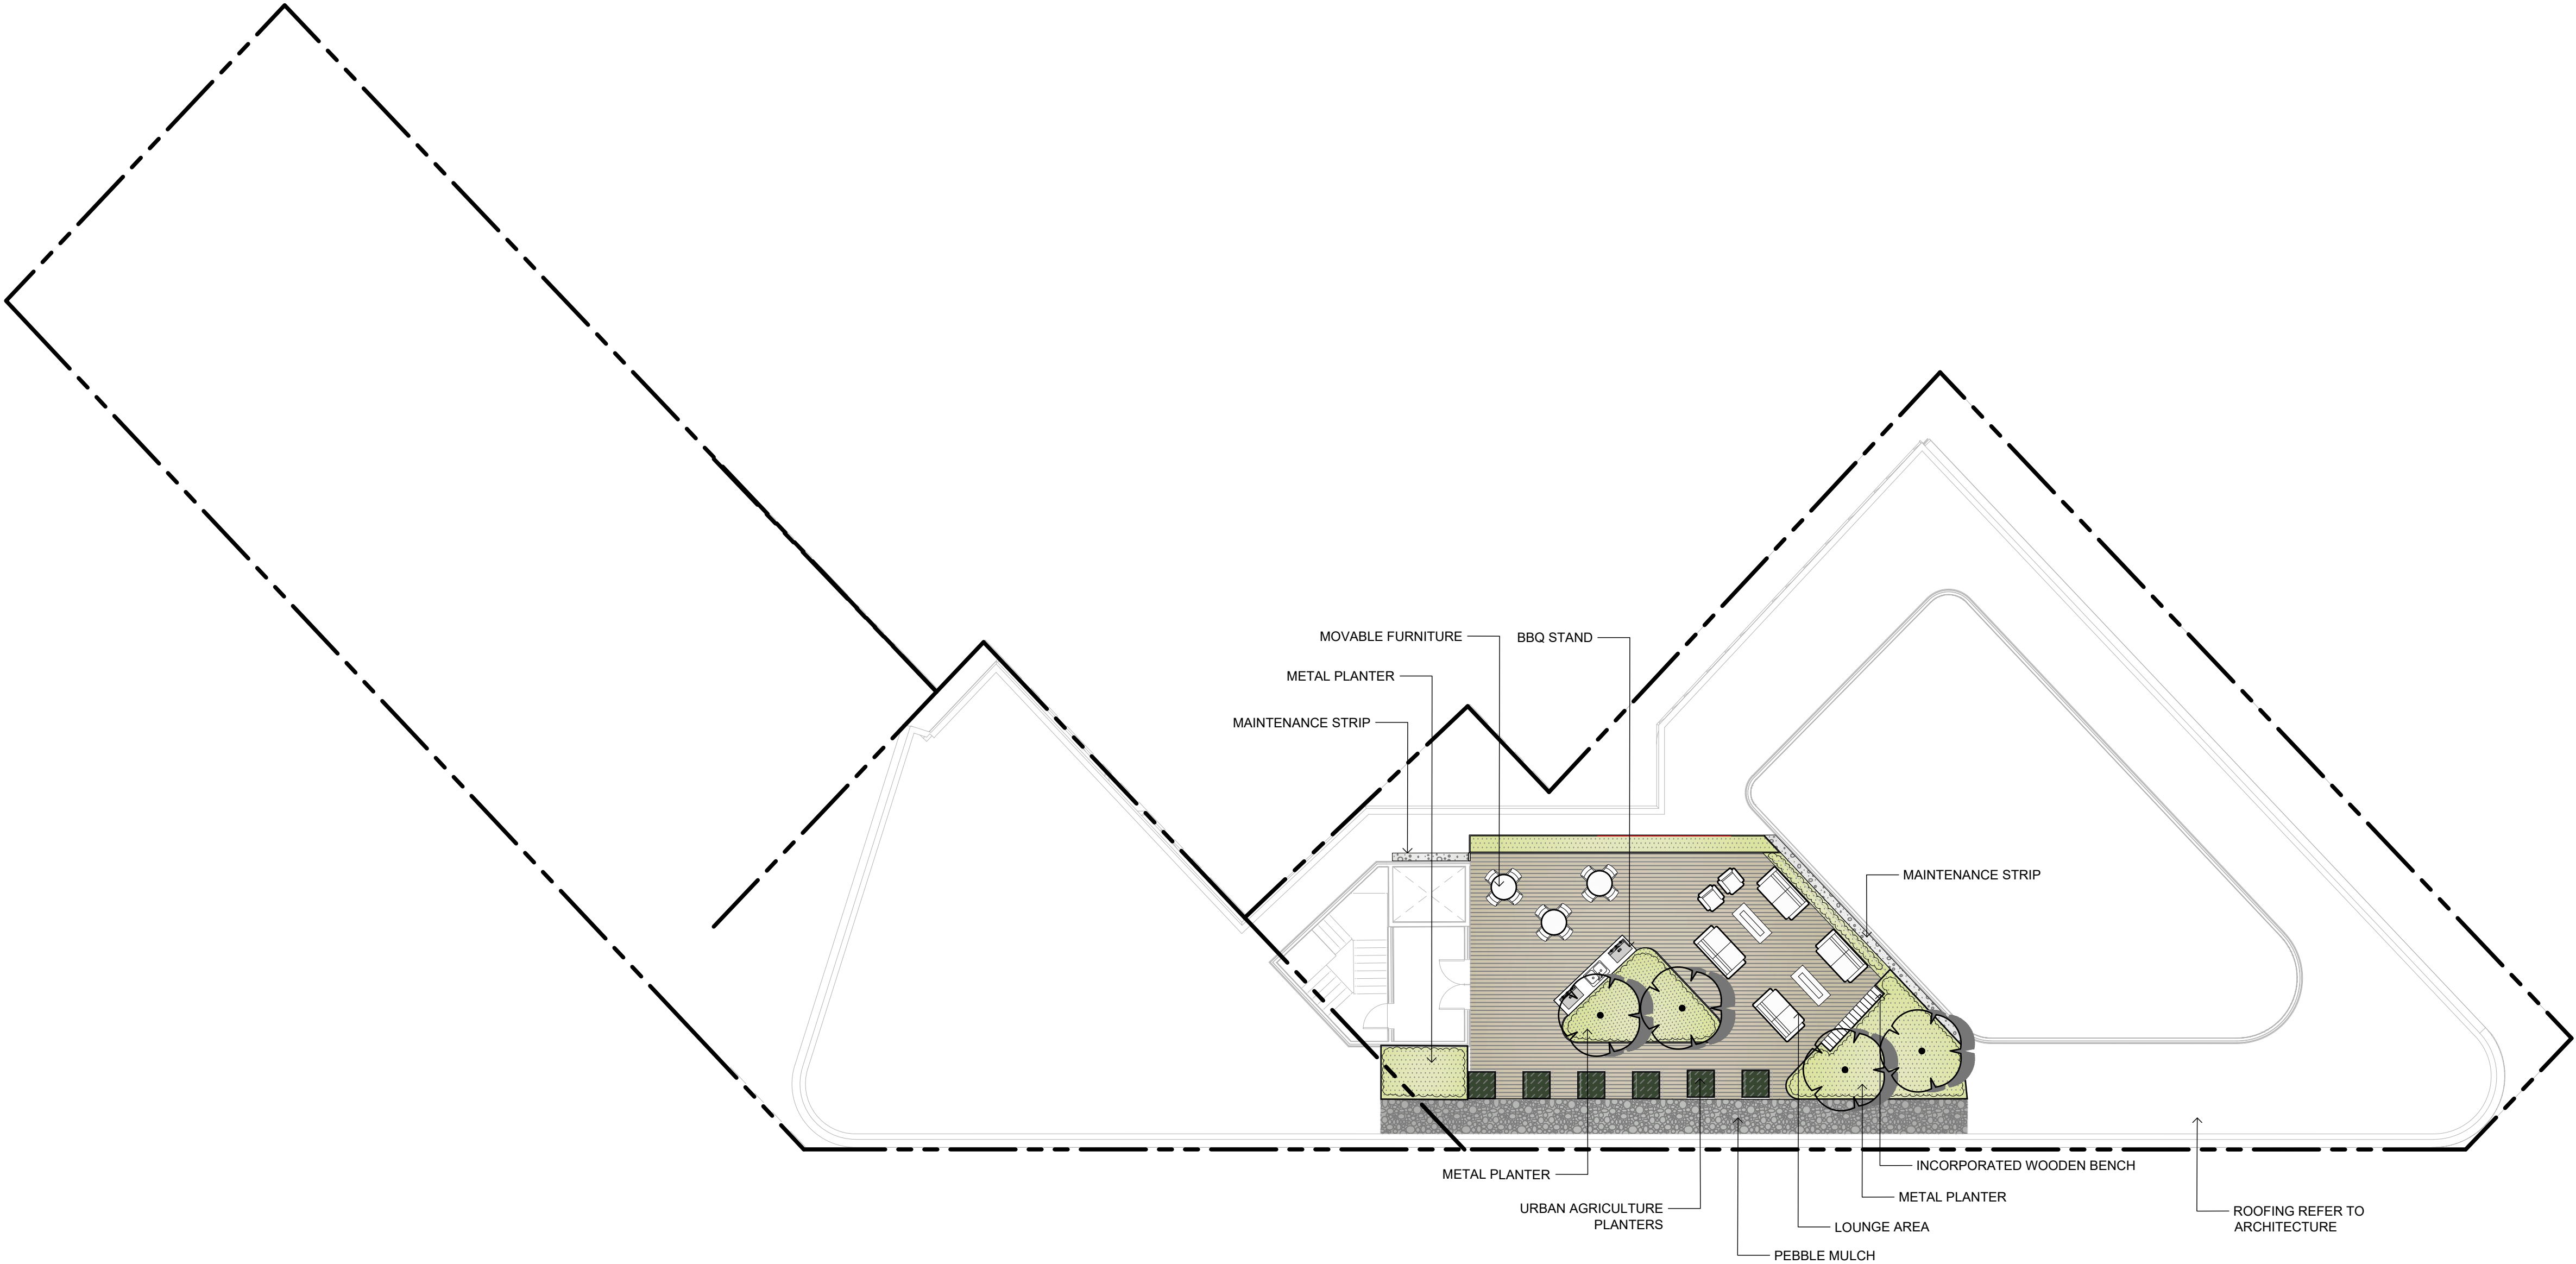 MOVABLE FURNITURE
BBQ STAND
METAL PLANTER
MAINTENANCE STRIP
MAINTENANCE STRIP
INCORPORATED WOODEN BENCH
METAL PLANTER
METAL PLANTER
URBAN AGRICULTURE
PLANTERS
LOUNGE AREA
ROOFING REFER TO
ARCHITECTURE
PEBBLE MULCH